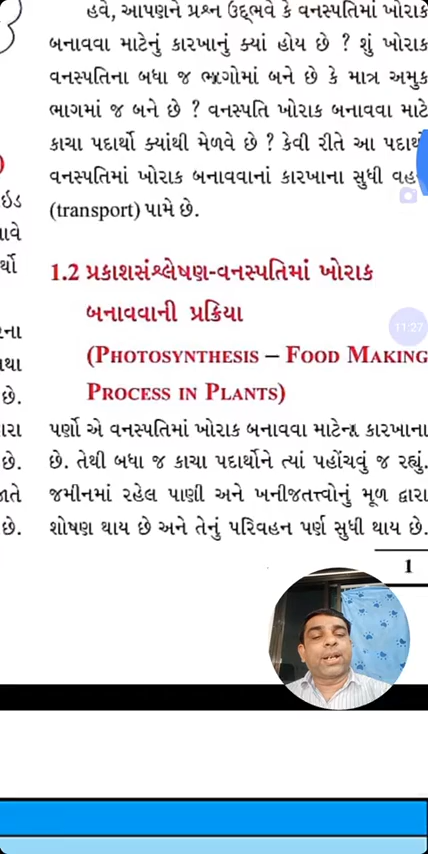 હવે, આપણને પ્રશ્ન ઉદ્ભવે કે વનસ્પતિમાં ખોરાક
બનાવવા માટેનું કારખાનું ક્યાં હોય છે ? શું ખોરાક
વનસ્પતિના બધા જ ભાગોમાં બને છે કે માત્ર અમુક
ભાગમાં જ બને છે ? વનસ્પતિ ખોરાક બનાવવા માટે
કાચા પદાર્થો ક્યાંથી મેળવે છે ? કેવી રીતે આ
વનસ્પતિમાં ખોરાક બનાવવાનાં કારખાના સુધી
(transport) પામે છે.
1.2 પ્રકાશસંશ્લેષણ-વનસ્પતિમાં ખોરાક
બનાવવાની પ્રક્રિયા
(PHOTOSYNTHESIS – FOOD MAKING
PROCESS IN PLANTS)
11:27
પર્ણો એ વનસ્પતિમાં ખોરાક બનાવવા માટેના કારખાના
છે. તેથી બધા જ કાચા પદાર્થોને ત્યાં પહોંચવું જ રહ્યું.
જમીનમાં રહેલ પાણી અને ખનીજતત્ત્વોનું મૂળ દ્વારા
શોષણ થાય છે અને તેનું પરિવહન પર્ણ સુધી થાય છે.
છે.
છે.
છે.
1